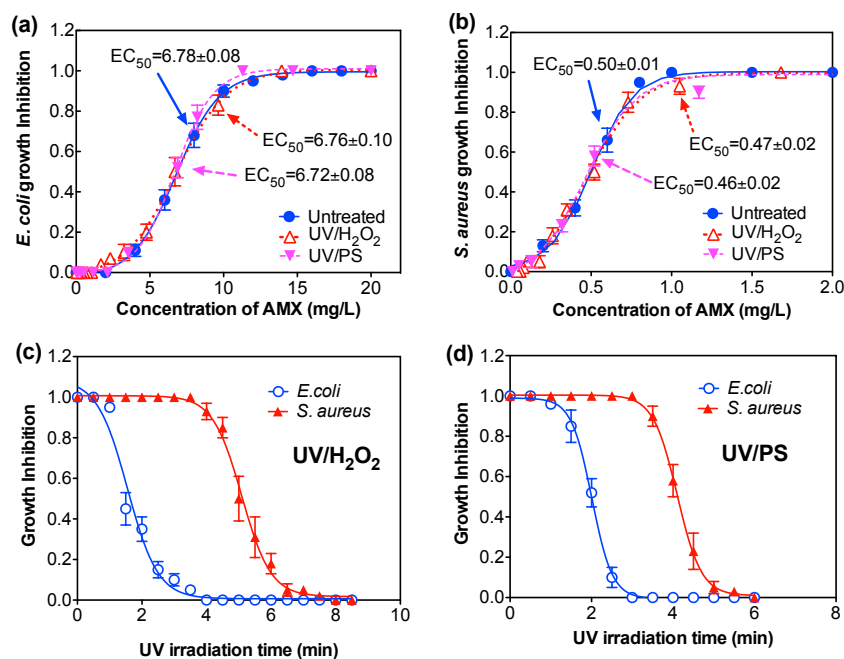 (a)
1.2
1.0
0.8
0.6
0.4
0.2
0.0
E. coli growth Inhibition
EC50=6.78±0.08
EC50=6.76±0.10
EC50=6.72±0.08
Untreated
UV/H2O2
UV/PS
0 5 10 15 20
Concentration of AMX (mg/L)
(b)
1.2
1.0
0.8
0.6
0.4
0.2
0.0
S. aureus growth Inhibition
EC50=0.50±0.01
EC50=0.47±0.02
EC50=0.46±0.02
Untreated
UV/H2O2
UV/PS
0.0 0.5 1.0 1.5 2.0
Concentration of AMX (mg/L)
(c)
1.2
1.0
0.8
0.6
0.4
0.2
0.0
Growth Inhibition
E.coli
S. aureus
UV/H2O2
0 2 4 6 8 10
UV irradiation time (min)
(d)
1.2
1.0
0.8
0.6
0.4
0.2
0.0
Growth Inhibition
E.coli
S. aureus
UV/PS
0 2 4 6 8
UV irradiation time (min)